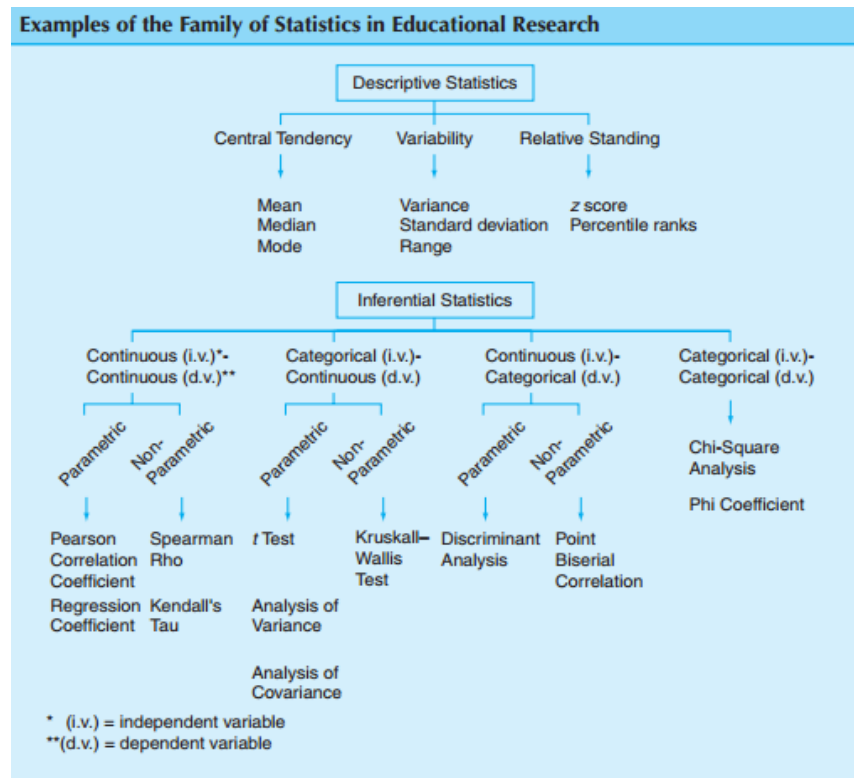 Examples of the Family of Statistics in Educational Research
Descriptive Statistics
Central Tendency
Variability
Relative Standing
Mean
Median
Mode
Variance
Standard deviation
Range
z score
Percentile ranks
Inferential Statistics
Continuous (i.v.)*-
Continuous (d.v.)**
Categorical (i.v.)-
Continuous (d.v.)
Continuous (i.v.)-
Categorical (d.v.)
Categorical (i.v.)-
Categorical (d.v.)
Parametric
Non-
Parametric
Parametric
Non-
Parametric
Parametric
Non-
Parametric
Pearson
Correlation
Coefficient
Regression
Coefficient
Spearman
Rho
Kendall's
Tau
t Test
Analysis of
Variance
Analysis of
Covariance
Kruskall–
Wallis
Test
Discriminant
Analysis
Point
Biserial
Correlation
Chi-Square
Analysis
Phi Coefficient
* (i.v.) = independent variable
**(d.v.) = dependent variable